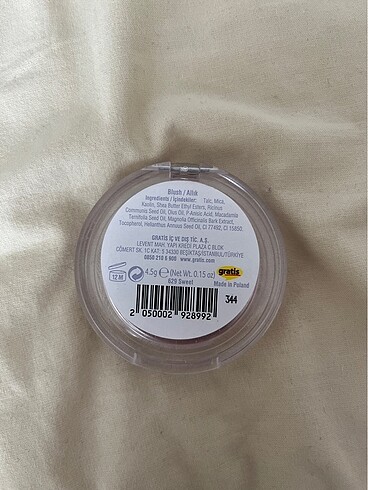 Blush / Allık
Ingredients / İçindekiler: Talc, Mica,
Kaolin, Shea Butter Ethyl Esters, Ricinus
Communis Seed Oil, Olus Oil, P-Anisic Acid, Macadamia
Ternifolia Seed Oil, Magnolia Officinalis Bark Extract,
Tocopherol, Helianthus Annuus Seed Oil, CI 77492, CI 15850.
GRATİS İÇ VE DIŞ TİC. A.Ş.
LEVENT MAH. YAPI KREDİ PLAZA C BLOK
CÖMERT SK. 1C KAT: 5 34330 BEŞİKTAŞ/İSTANBUL/TÜRKİYE
0850 210 6 900 www.gratis.com
12 M
4.5g e (Net Wt. 0.15 oz)
gratis
629 Sweet
Made in Poland
344
2 050002 928992